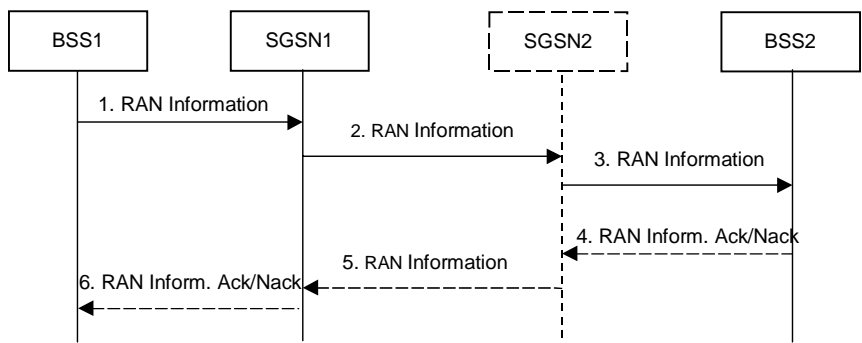 BSS1
SGSN1
SGSN2
BSS2
1. RAN Information
2. RAN Information
3. RAN Information
4. RAN Inform. Ack/Nack
5. RAN Information
6. RAN Inform. Ack/Nack